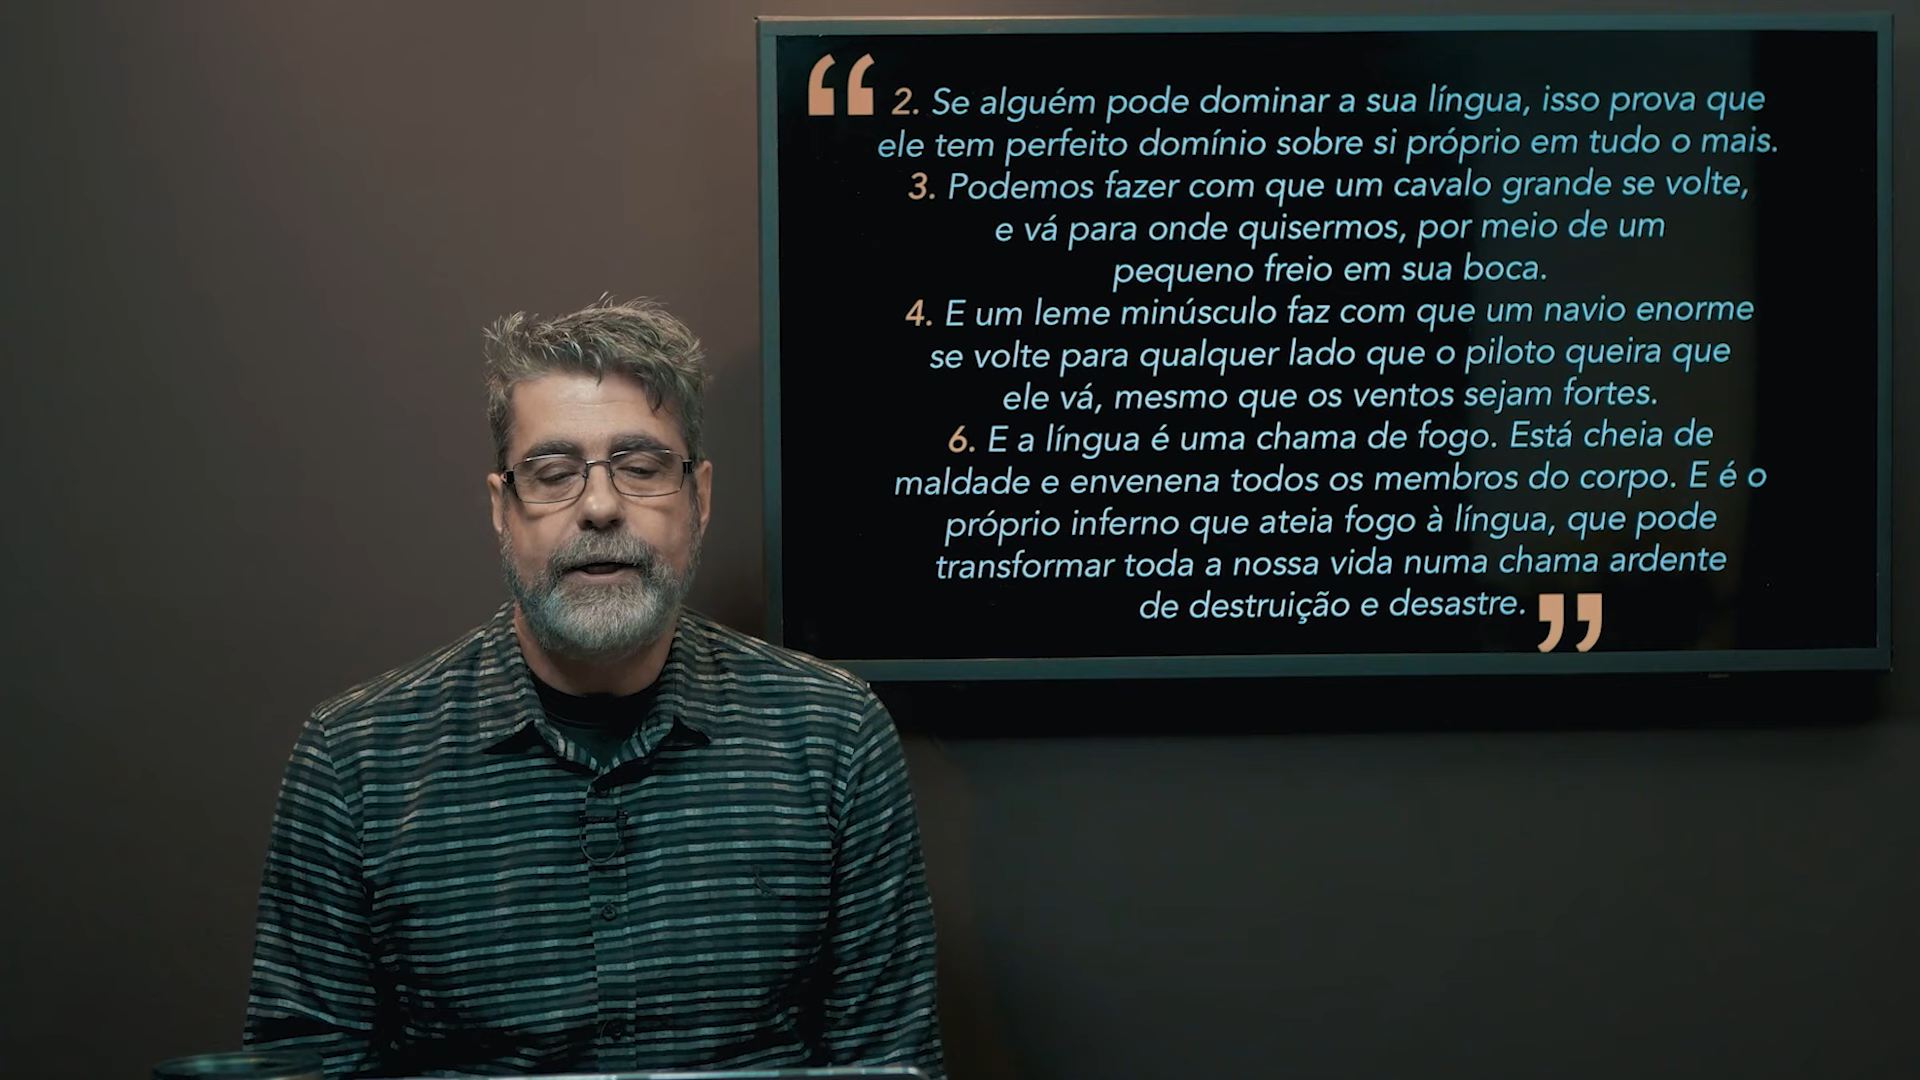 “ 2. Se alguém pode dominar a sua língua, isso prova que
ele tem perfeito domínio sobre si próprio em tudo o mais.
3. Podemos fazer com que um cavalo grande se volte,
e vá para onde quisermos, por meio de um
pequeno freio em sua boca.
4. E um leme minúsculo faz com que um navio enorme
se volte para qualquer lado que o piloto queira que
ele vá, mesmo que os ventos sejam fortes.
6. E a língua é uma chama de fogo. Está cheia de
maldade e envenena todos os membros do corpo. E é o
próprio inferno que ateia fogo à língua, que pode
transformar toda a nossa vida numa chama ardente
de destruição e desastre. ”